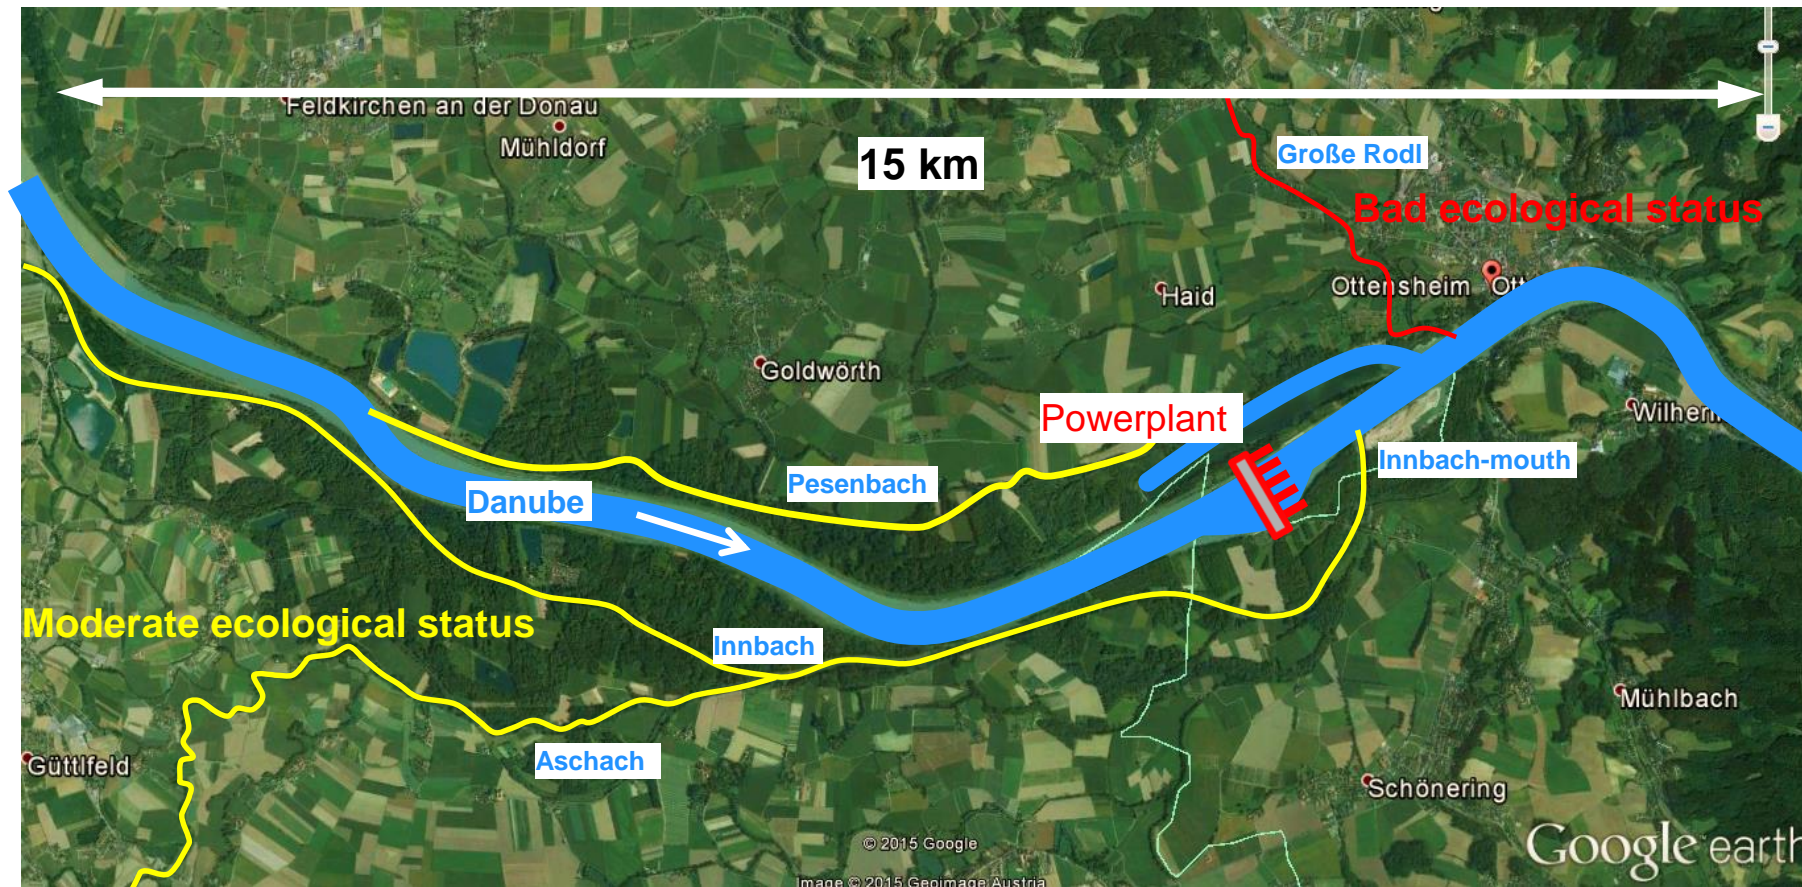 Feldkirchen an der Donau
Mühldorf
15 km
Große Rodl
Bad ecological status
Haid
Ottensheim
Goldwörth
Powerplant
Wilheri
Innbach-mouth
Pesenbach
Danube
Moderate ecological status
Innbach
Mühlbach
Aschach
Güttlfeld
Schönering
© 2015 Google
Google earth
Image © 2015 Geoimage Austria